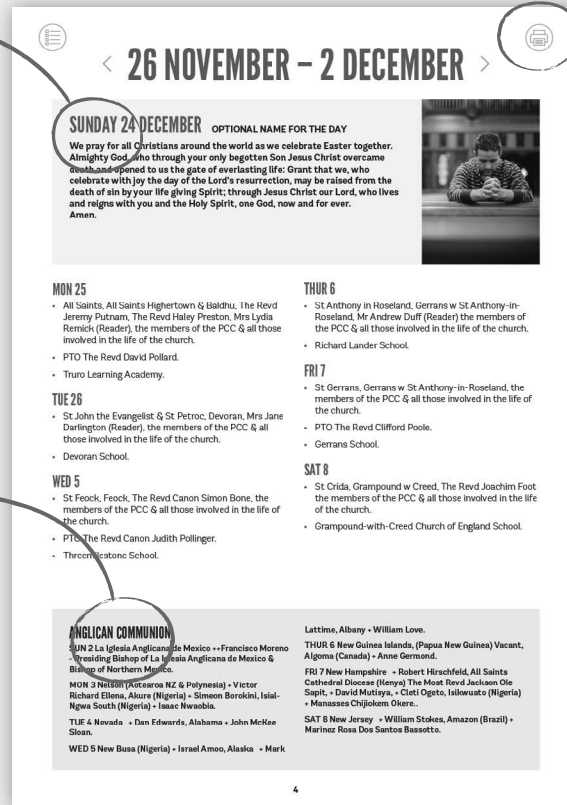 26 NOVEMBER – 2 DECEMBER
SUNDAY 24 DECEMBER OPTIONAL NAME FOR THE DAY
We pray for all Christians around the world as we celebrate Easter together.
Almighty God, who through your only begotten Son Jesus Christ overcame
death and opened to us the gate of everlasting life: Grant that we, who
celebrate with joy the day of the Lord's resurrection, may be raised from the
death of sin by your life giving Spirit; through Jesus Christ our Lord, who lives
and reigns with you and the Holy Spirit, one God, now and for ever.
Amen.
MON 25
• All Saints, All Saints Highertown & Baldhu, The Revd
Jeremy Putnam, The Revd Haley Preston, Mrs Lydia
Remick (Reader), the members of the PCC & all those
involved in the life of the church.
• PTO The Revd David Pollard.
• Truro Learning Academy.
TUE 26
• St John the Evangelist & St Petroc, Devoran, Mrs Jane
Darlington (Reader), the members of the PCC & all
those involved in the life of the church.
• Devoran School.
WED 5
• St Feock, Feock, The Revd Canon Simon Bone, the
members of the PCC & all those involved in the life of
the church.
• PTO The Revd Canon Judith Pollinger.
• Threemilestone School.
THUR 6
• St Anthony in Roseland, Gerrans w St Anthony-in-
Roseland, Mr Andrew Duff (Reader) the members of
the PCC & all those involved in the life of the church.
• Richard Lander School.
FRI 7
• St Gerrans, Gerrans w St Anthony-in-Roseland, the
members of the PCC & all those involved in the life of
the church.
• PTO The Revd Clifford Poole.
• Gerrans School.
SAT 8
• St Crida, Grampound w Creed, The Revd Joachim Foot
the members of the PCC & all those involved in the life
of the church.
• Grampound-with-Creed Church of England School.
ANGLICAN COMMUNION
SUN 2 La Iglesia Anglicana de Mexico ++Francisco Moreno
- Presiding Bishop of La Iglesia Anglicana de Mexico &
Bishop of Northern Mexico.
MON 3 Nelson (Aotearoa NZ & Polynesia) + Victor
Richard Ellena, Akure (Nigeria) + Simeon Borokini, Isial-
Ngwa South (Nigeria) + Isaac Nwaobia.
TUE 4 Nevada + Dan Edwards, Alabama + John McKee
Sloan.
WED 5 New Busa (Nigeria) + Israel Amoo, Alaska + Mark
Lattime, Albany + William Love.
THUR 6 New Guinea Islands, (Papua New Guinea) Vacant,
Algoma (Canada) + Anne Germond.
FRI 7 New Hampshire + Robert Hirschfeld, All Saints
Cathedral Diocese (Kenya) The Most Revd Jackson Ole
Sapit, + David Mutisya, + Cleti Ogeto, Isikwuato (Nigeria)
+ Manasses Chijiokem Okere..
SAT 8 New Jersey + William Stokes, Amazon (Brazil) +
Marinez Rosa Dos Santos Bassotto.
4